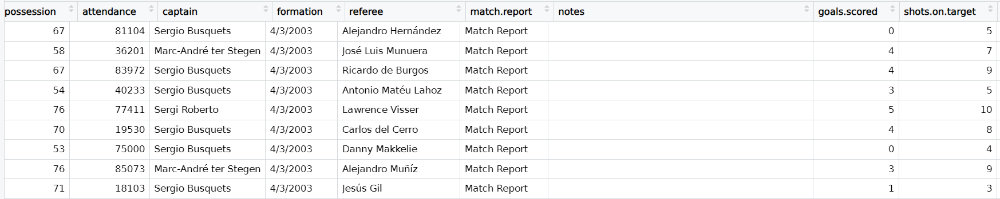 possession attendance captain formation referee match.report notes goals.scored shots.on.target
67 81104 Sergio Busquets 4/3/2003 Alejandro Hernández Match Report 0 5
58 36201 Marc-André ter Stegen 4/3/2003 José Luis Munuera Match Report 4 7
67 83972 Sergio Busquets 4/3/2003 Ricardo de Burgos Match Report 4 9
54 40233 Sergio Busquets 4/3/2003 Antonio Matéu Lahoz Match Report 3 5
76 77411 Sergi Roberto 4/3/2003 Lawrence Visser Match Report 5 10
70 19530 Sergio Busquets 4/3/2003 Carlos del Cerro Match Report 4 8
53 75000 Sergio Busquets 4/3/2003 Danny Makkelie Match Report 0 4
76 85073 Marc-André ter Stegen 4/3/2003 Alejandro Muñíz Match Report 3 9
71 18103 Sergio Busquets 4/3/2003 Jesús Gil Match Report 1 3